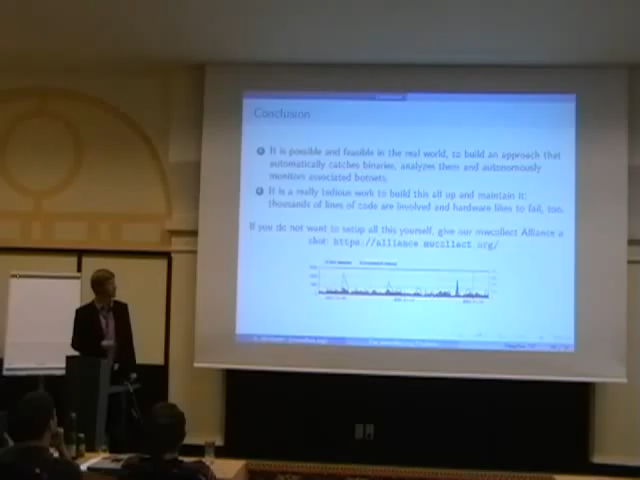 Conclusion
1 It is possible and feasible in the real world, to build an approach that
automatically catches binaries, analyzes them and autonomously
monitors associated botnets.
2 It is a really tedious work to build this all up and maintain it:
thousands of lines of code are involved and hardware likes to fail, too.
If you do not want to setup all this yourself, give our mwcollect Alliance a
shot: https://alliance.mwcollect.org/